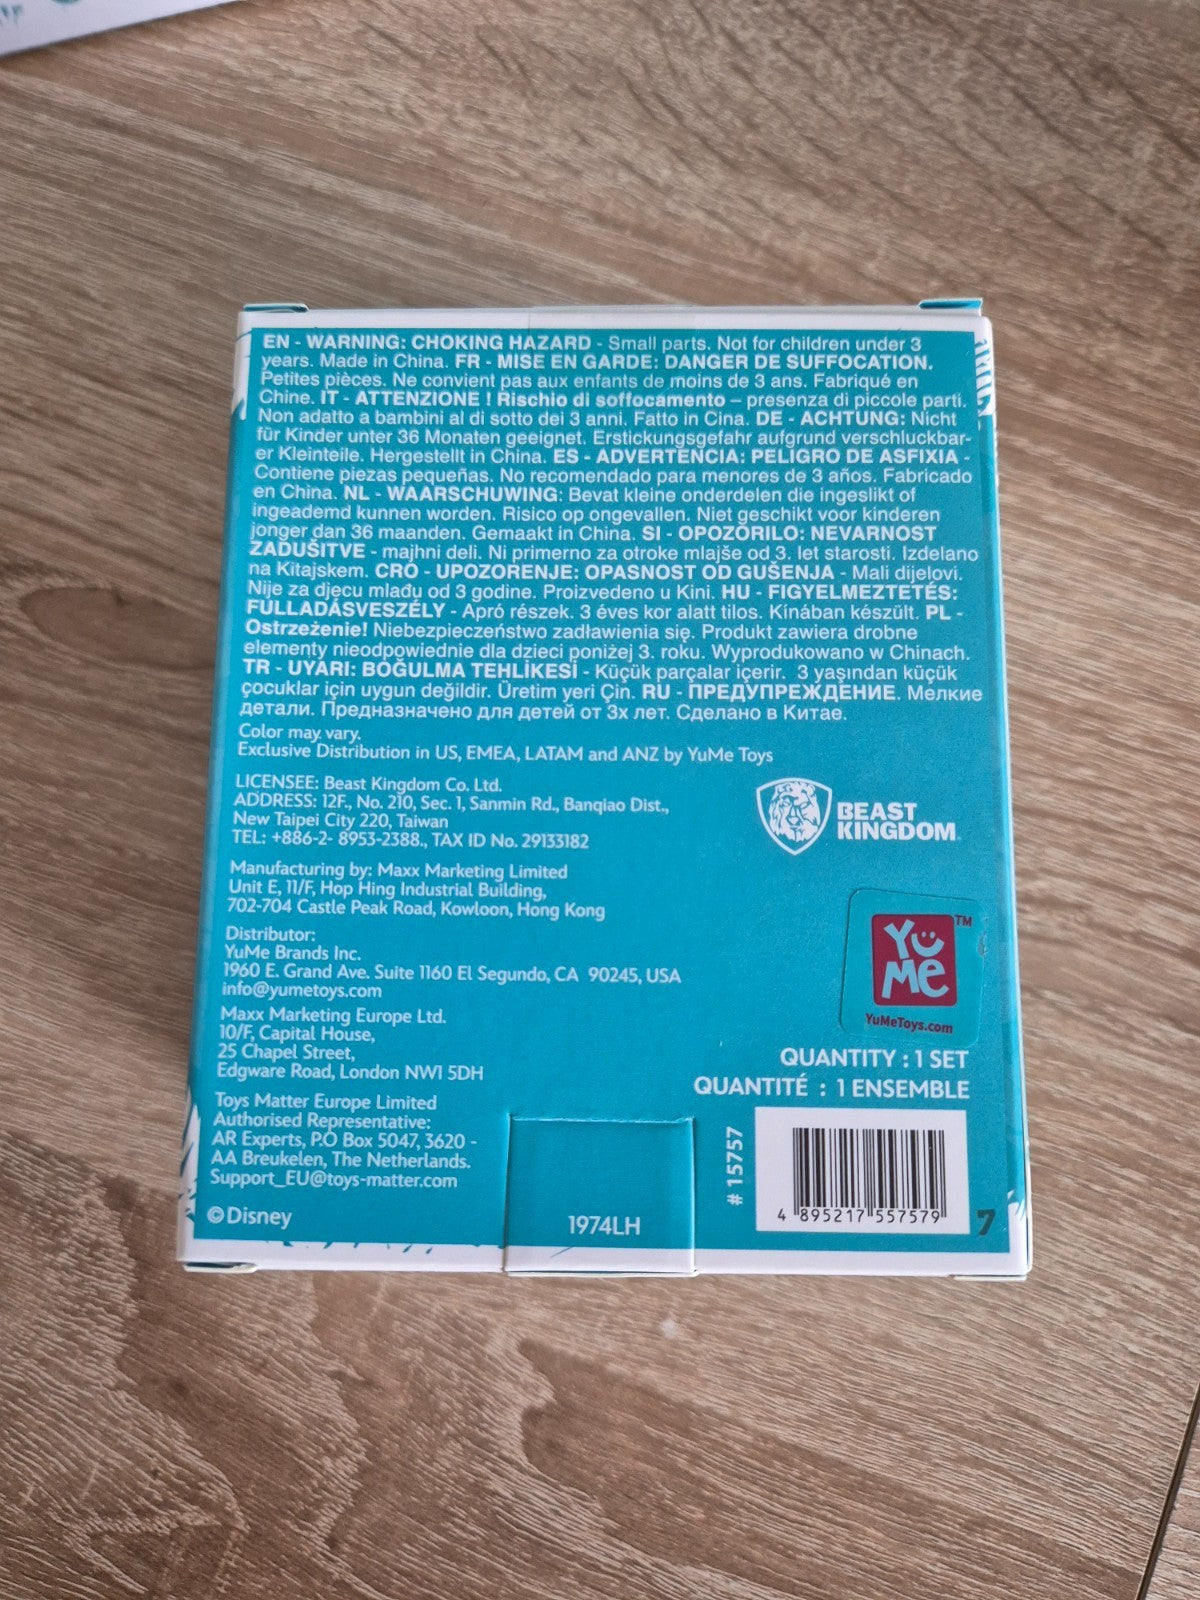 EN - WARNING: CHOKING HAZARD - Small parts. Not for children under 3
years. Made in China. FR - MISE EN GARDE: DANGER DE SUFFOCATION.
Petites pièces. Ne convient pas aux enfants de moins de 3 ans. Fabriqué en
Chine. IT - ATTENZIONE ! Rischio di soffocamento – presenza di piccole parti.
Non adatto a bambini al di sotto dei 3 anni. Fatto in Cina. DE - ACHTUNG: Nicht
für Kinder unter 36 Monaten geeignet. Erstickungsgefahr aufgrund verschluckbar-
er Kleinteile. Hergestellt in China. ES - ADVERTENCIA: PELIGRO DE ASFIXIA -
Contiene piezas pequeñas. No recomendado para menores de 3 años. Fabricado
en China. NL - WAARSCHUWING: Bevat kleine onderdelen die ingeslikt of
ingeademd kunnen worden. Risico op ongevallen. Niet geschikt voor kinderen
jonger dan 36 maanden. Gemaakt in China. SI - OPOZORILO: NEVARNOST
ZADUŠITVE - majhni deli. Ni primerno za otroke mlajše od 3. let starosti. Izdelano
na Kitajskem. CRO - UPOZORENJE: OPASNOST OD GUŠENJA - Mali dijelovi.
Nije za djecu mlađu od 3 godine. Proizvedeno u Kini. HU - FIGYELMEZTETÉS:
FULLADÁSVESZÉLY - Apró részek. 3 éves kor alatt tilos. Kínában készült. PL -
Ostrzeżenie! Niebezpieczeństwo zadławienia się. Produkt zawiera drobne
elementy nieodpowiednie dla dzieci poniżej 3. roku. Wyprodukowano w Chinach.
TR - UYARI: BOĞULMA TEHLİKESİ - Küçük parçalar içerir. 3 yaşından küçük
çocuklar için uygun değildir. Üretim yeri Çin. RU - ПРЕДУПРЕЖДЕНИЕ. Мелкие
детали. Предназначено для детей от 3х лет. Сделано в Китае.
Color may vary.
Exclusive Distribution in US, EMEA, LATAM and ANZ by YuMe Toys
LICENSEE: Beast Kingdom Co. Ltd.
ADDRESS: 12F., No. 210, Sec. 1, Sanmin Rd., Banqiao Dist.,
New Taipei City 220, Taiwan
TEL: +886-2- 8953-2388., TAX ID No. 29133182
BEAST
KINGDOM
Manufacturing by: Maxx Marketing Limited
Unit E, 11/F, Hop Hing Industrial Building,
702-704 Castle Peak Road, Kowloon, Hong Kong
Distributor:
YuMe Brands Inc.
1960 E. Grand Ave. Suite 1160 El Segundo, CA 90245, USA
info@yumetoys.com
YuMe TM
YuMeToys.com
Maxx Marketing Europe Ltd.
10/F, Capital House,
25 Chapel Street,
Edgware Road, London NW1 5DH
QUANTITY : 1 SET
QUANTITÉ : 1 ENSEMBLE
Toys Matter Europe Limited
Authorised Representative:
AR Experts, P.O Box 5047, 3620 -
AA Breukelen, The Netherlands.
Support_EU@toys-matter.com
©Disney
1974LH
# 15757
4 895217 557579
7